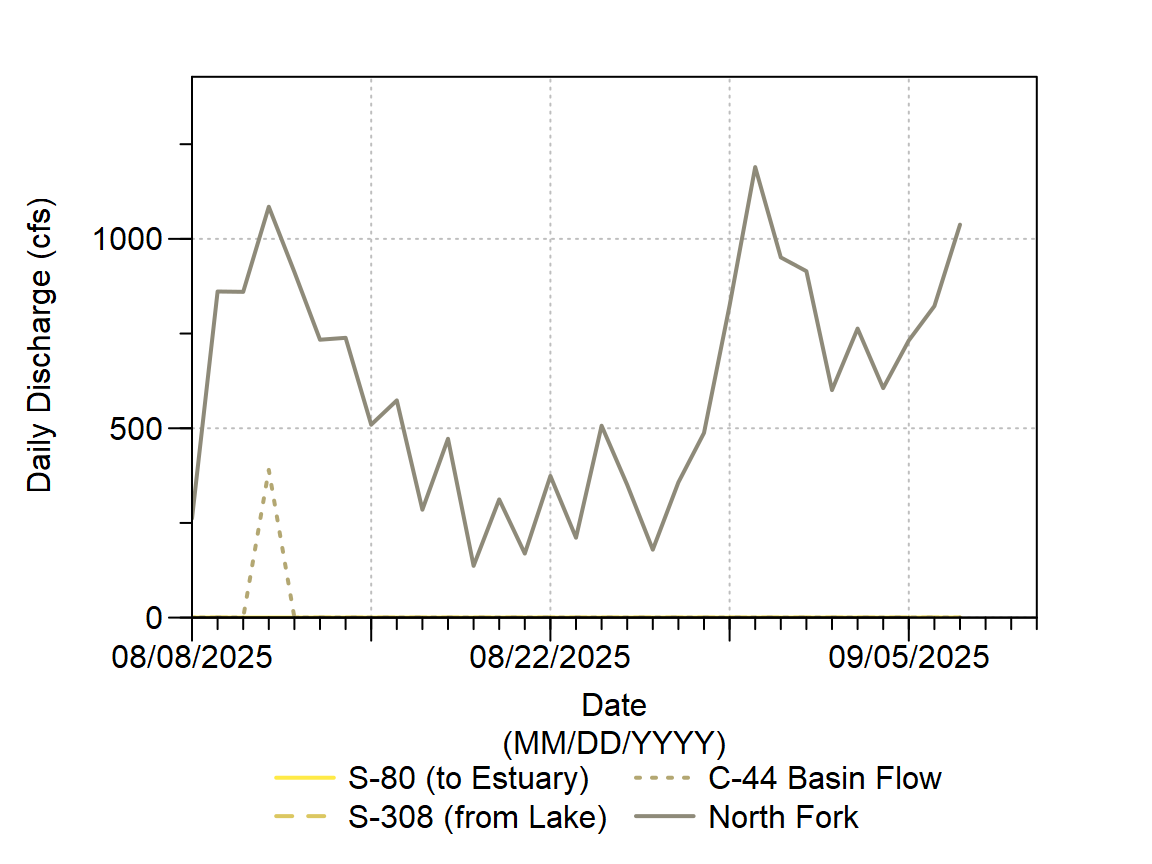 Daily Discharge (cfs)
1000
500
0
08/08/2025
08/22/2025
09/05/2025
Date
(MM/DD/YYYY)
S-80 (to Estuary)
C-44 Basin Flow
S-308 (from Lake)
North Fork